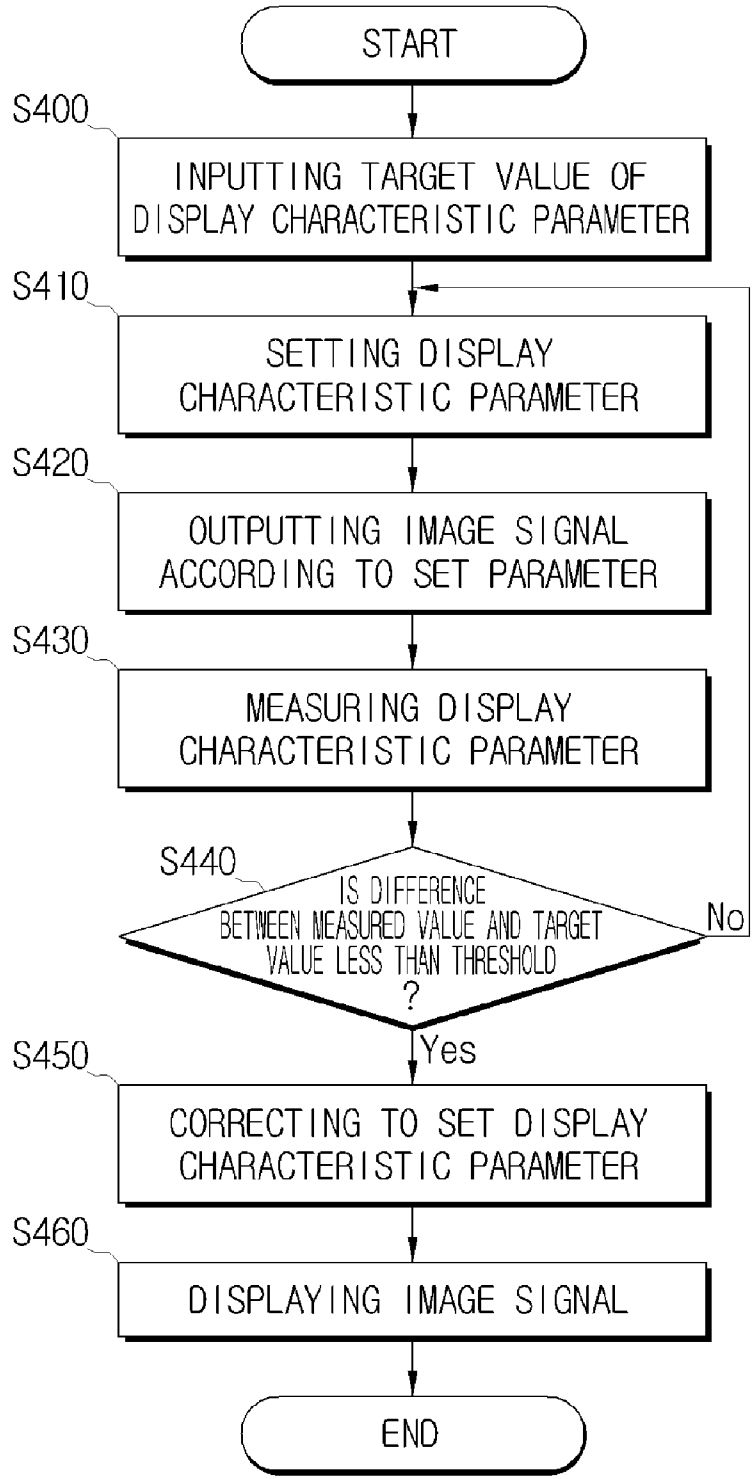 START
S400
INPUTTING TARGET VALUE OF
DISPLAY CHARACTERISTIC PARAMETER
S410
SETTING DISPLAY
CHARACTERISTIC PARAMETER
S420
OUTPUTTING IMAGE SIGNAL
ACCORDING TO SET PARAMETER
S430
MEASURING DISPLAY
CHARACTERISTIC PARAMETER
S440
IS DIFFERENCE
BETWEEN MEASURED VALUE AND TARGET
VALUE LESS THAN THRESHOLD
?
No
Yes
S450
CORRECTING TO SET DISPLAY
CHARACTERISTIC PARAMETER
S460
DISPLAYING IMAGE SIGNAL
END